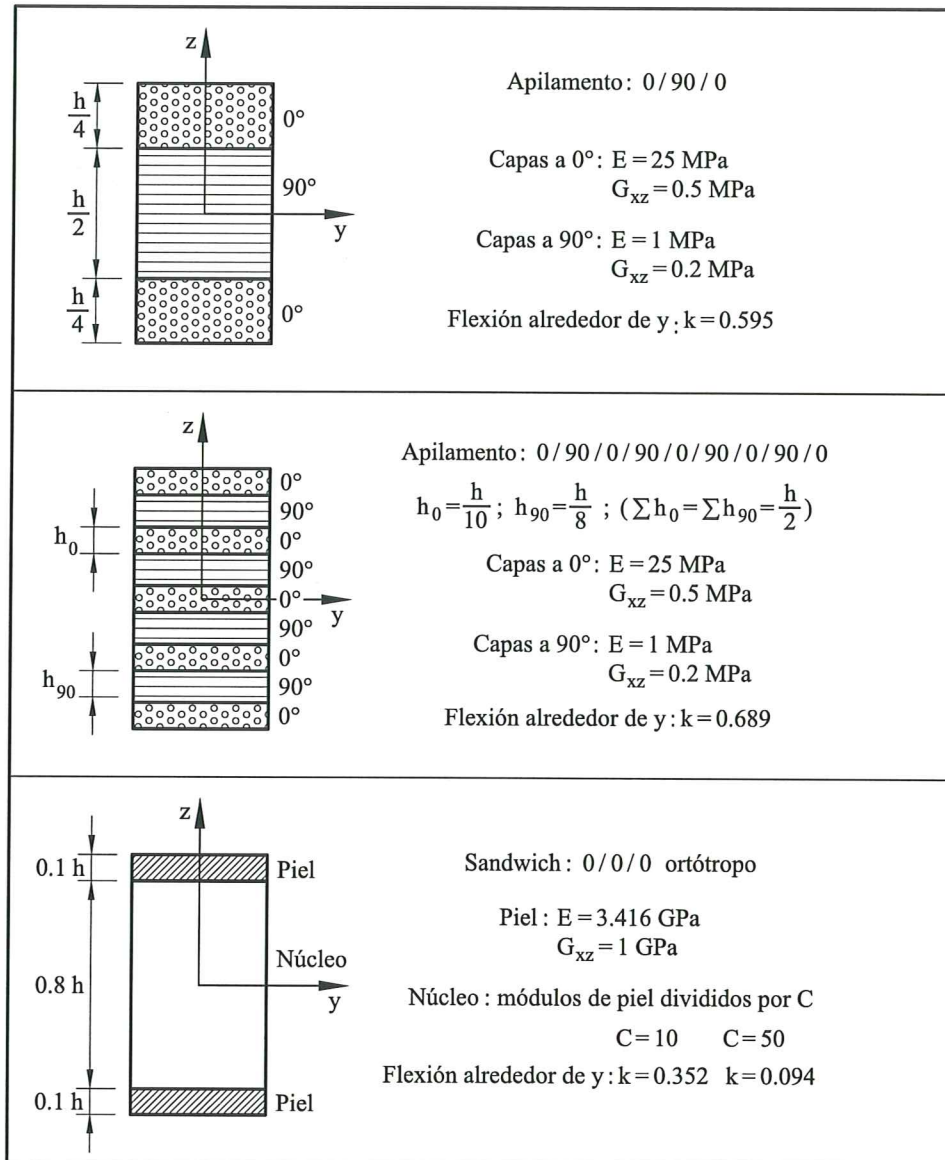 z
h/4
h/2
h/4
0°
90°
0°
y
Apilamento: 0/90/0
Capas a 0°: E = 25 MPa
G_xz = 0.5 MPa
Capas a 90°: E = 1 MPa
G_xz = 0.2 MPa
Flexión alrededor de y: k = 0.595
z
h_0
h_90
0°
90°
0°
90°
0°
90°
0°
90°
0°
y
Apilamento: 0/90/0/90/0/90/0/90/0
h_0 = h/10 ; h_90 = h/8 ; (∑h_0 = ∑h_90 = h/2)
Capas a 0°: E = 25 MPa
G_xz = 0.5 MPa
Capas a 90°: E = 1 MPa
G_xz = 0.2 MPa
Flexión alrededor de y: k = 0.689
z
0.1 h
0.8 h
0.1 h
Piel
Núcleo
Piel
y
Sandwich: 0/0/0 ortótropo
Piel: E = 3.416 GPa
G_xz = 1 GPa
Núcleo: módulos de piel divididos por C
C = 10 C = 50
Flexión alrededor de y: k = 0.352 k = 0.094